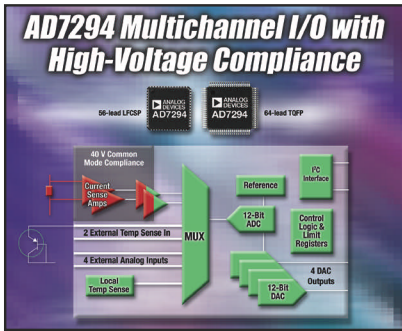 AD7294 Multichannel I/O with
High-Voltage Compliance
56-lead LFCSP
ANALOG
DEVICES
AD7294
ANALOG
DEVICES
AD7294
64-lead TQFP
40 V Common
Mode Compliance
Current
Sense
Amps
2 External Temp Sense In
4 External Analog Inputs
Local
Temp Sense
MUX
Reference
12-Bit
ADC
I²C
Interface
Control
Logic &
Limit
Registers
12-Bit
DAC
4 DAC
Outputs